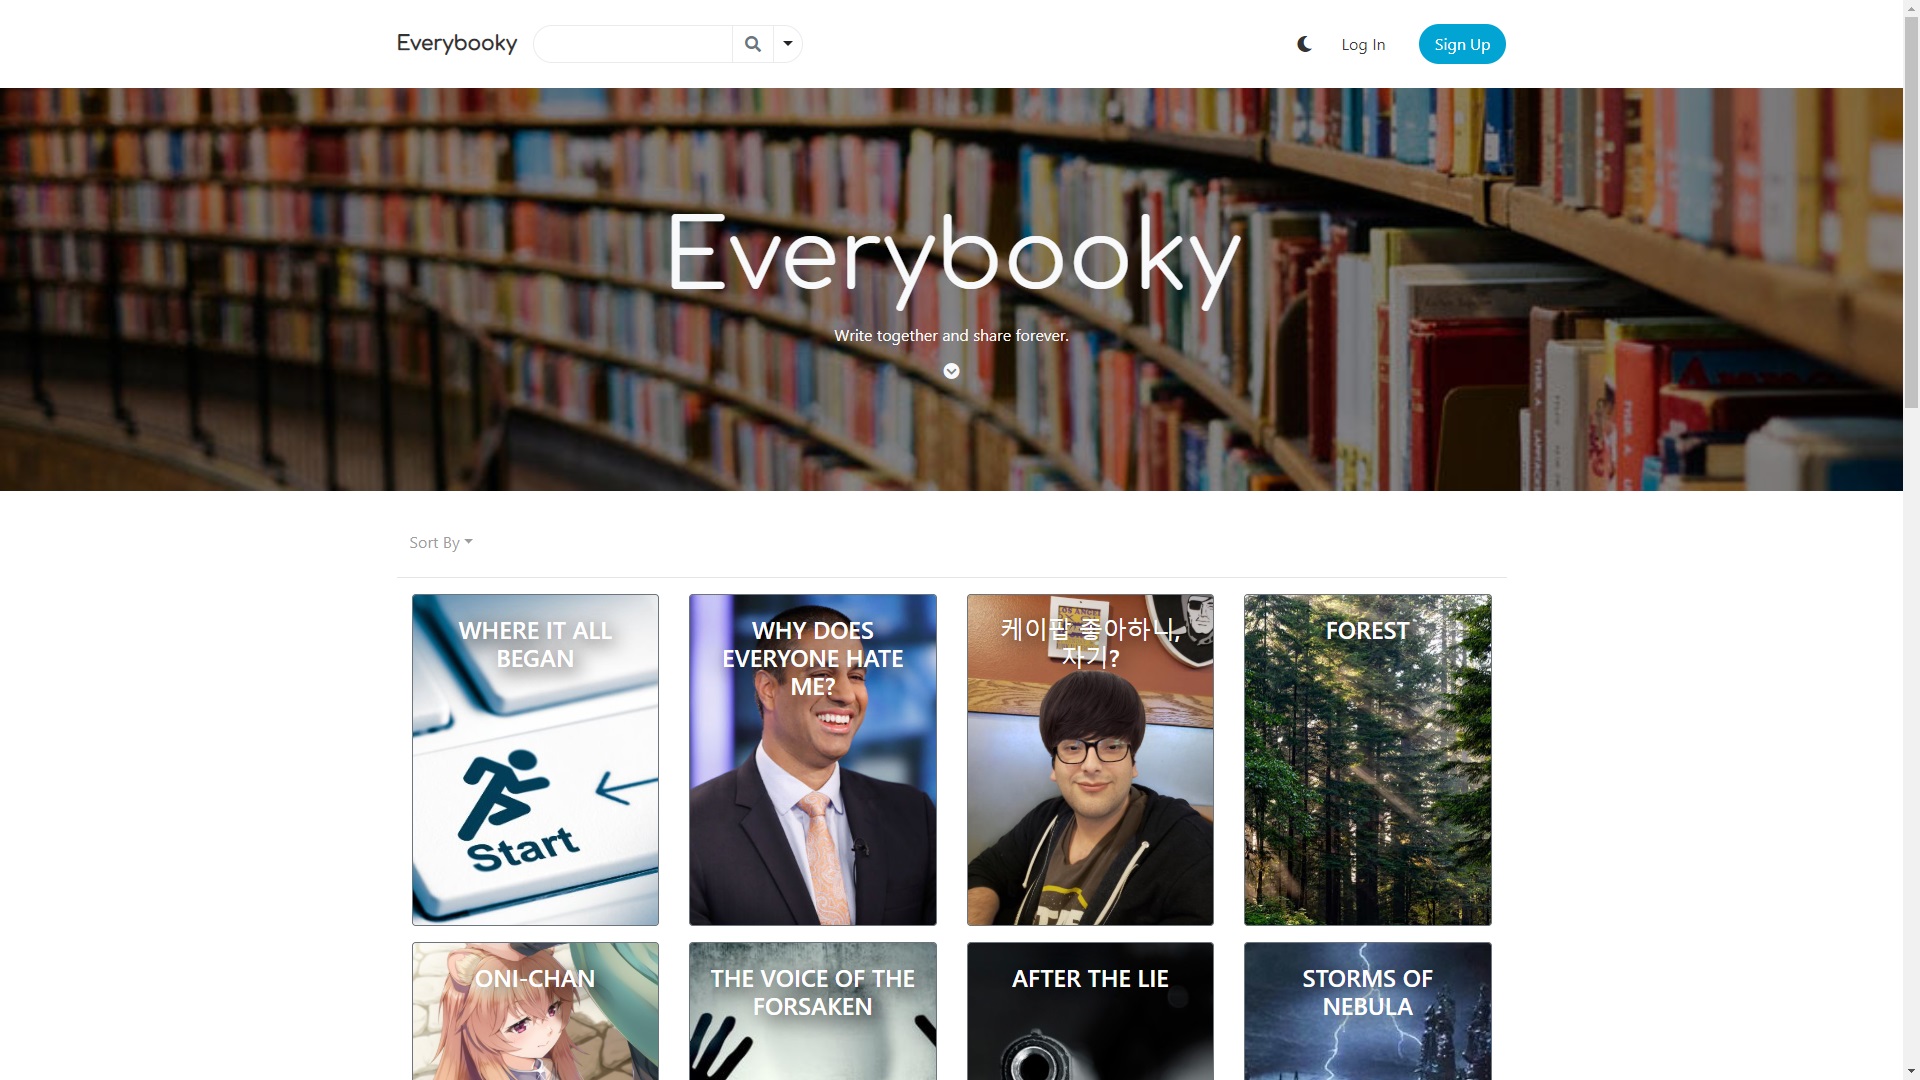 Everybooky
Log In
Sign Up
Everybooky
Write together and share forever.
Sort By
WHERE IT ALL
BEGAN
Start
WHY DOES
EVERYONE HATE
ME?
케이팝 좋아하니,
자기?
FOREST
ONI-CHAN
THE VOICE OF THE
FORSAKEN
AFTER THE LIE
STORMS OF
NEBULA